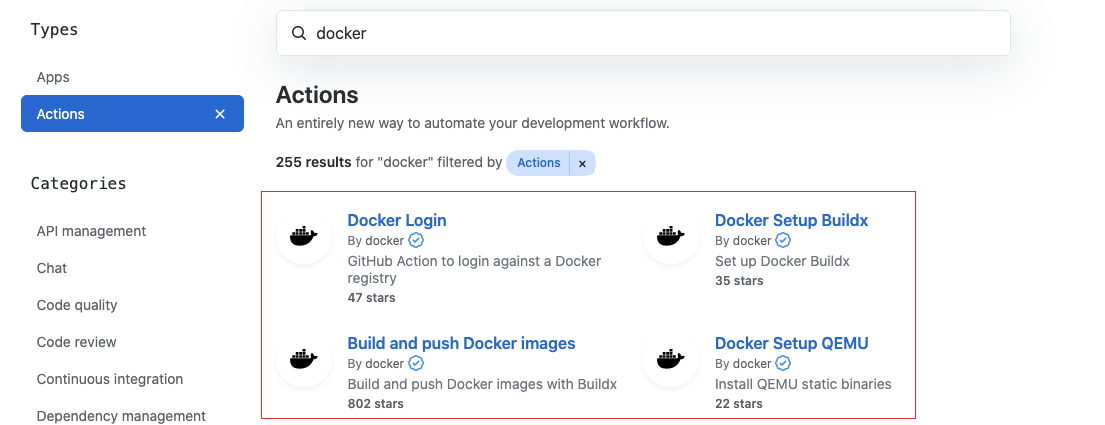 Types
Apps
Actions
Categories
API management
Chat
Code quality
Code review
Continuous integration
Dependency management
docker
Actions
An entirely new way to automate your development workflow.
255 results for "docker" filtered by Actions ×
Docker Login
By docker
GitHub Action to login against a Docker
registry
47 stars
Docker Setup Buildx
By docker
Set up Docker Buildx
35 stars
Build and push Docker images
By docker
Build and push Docker images with Buildx
802 stars
Docker Setup QEMU
By docker
Install QEMU static binaries
22 stars